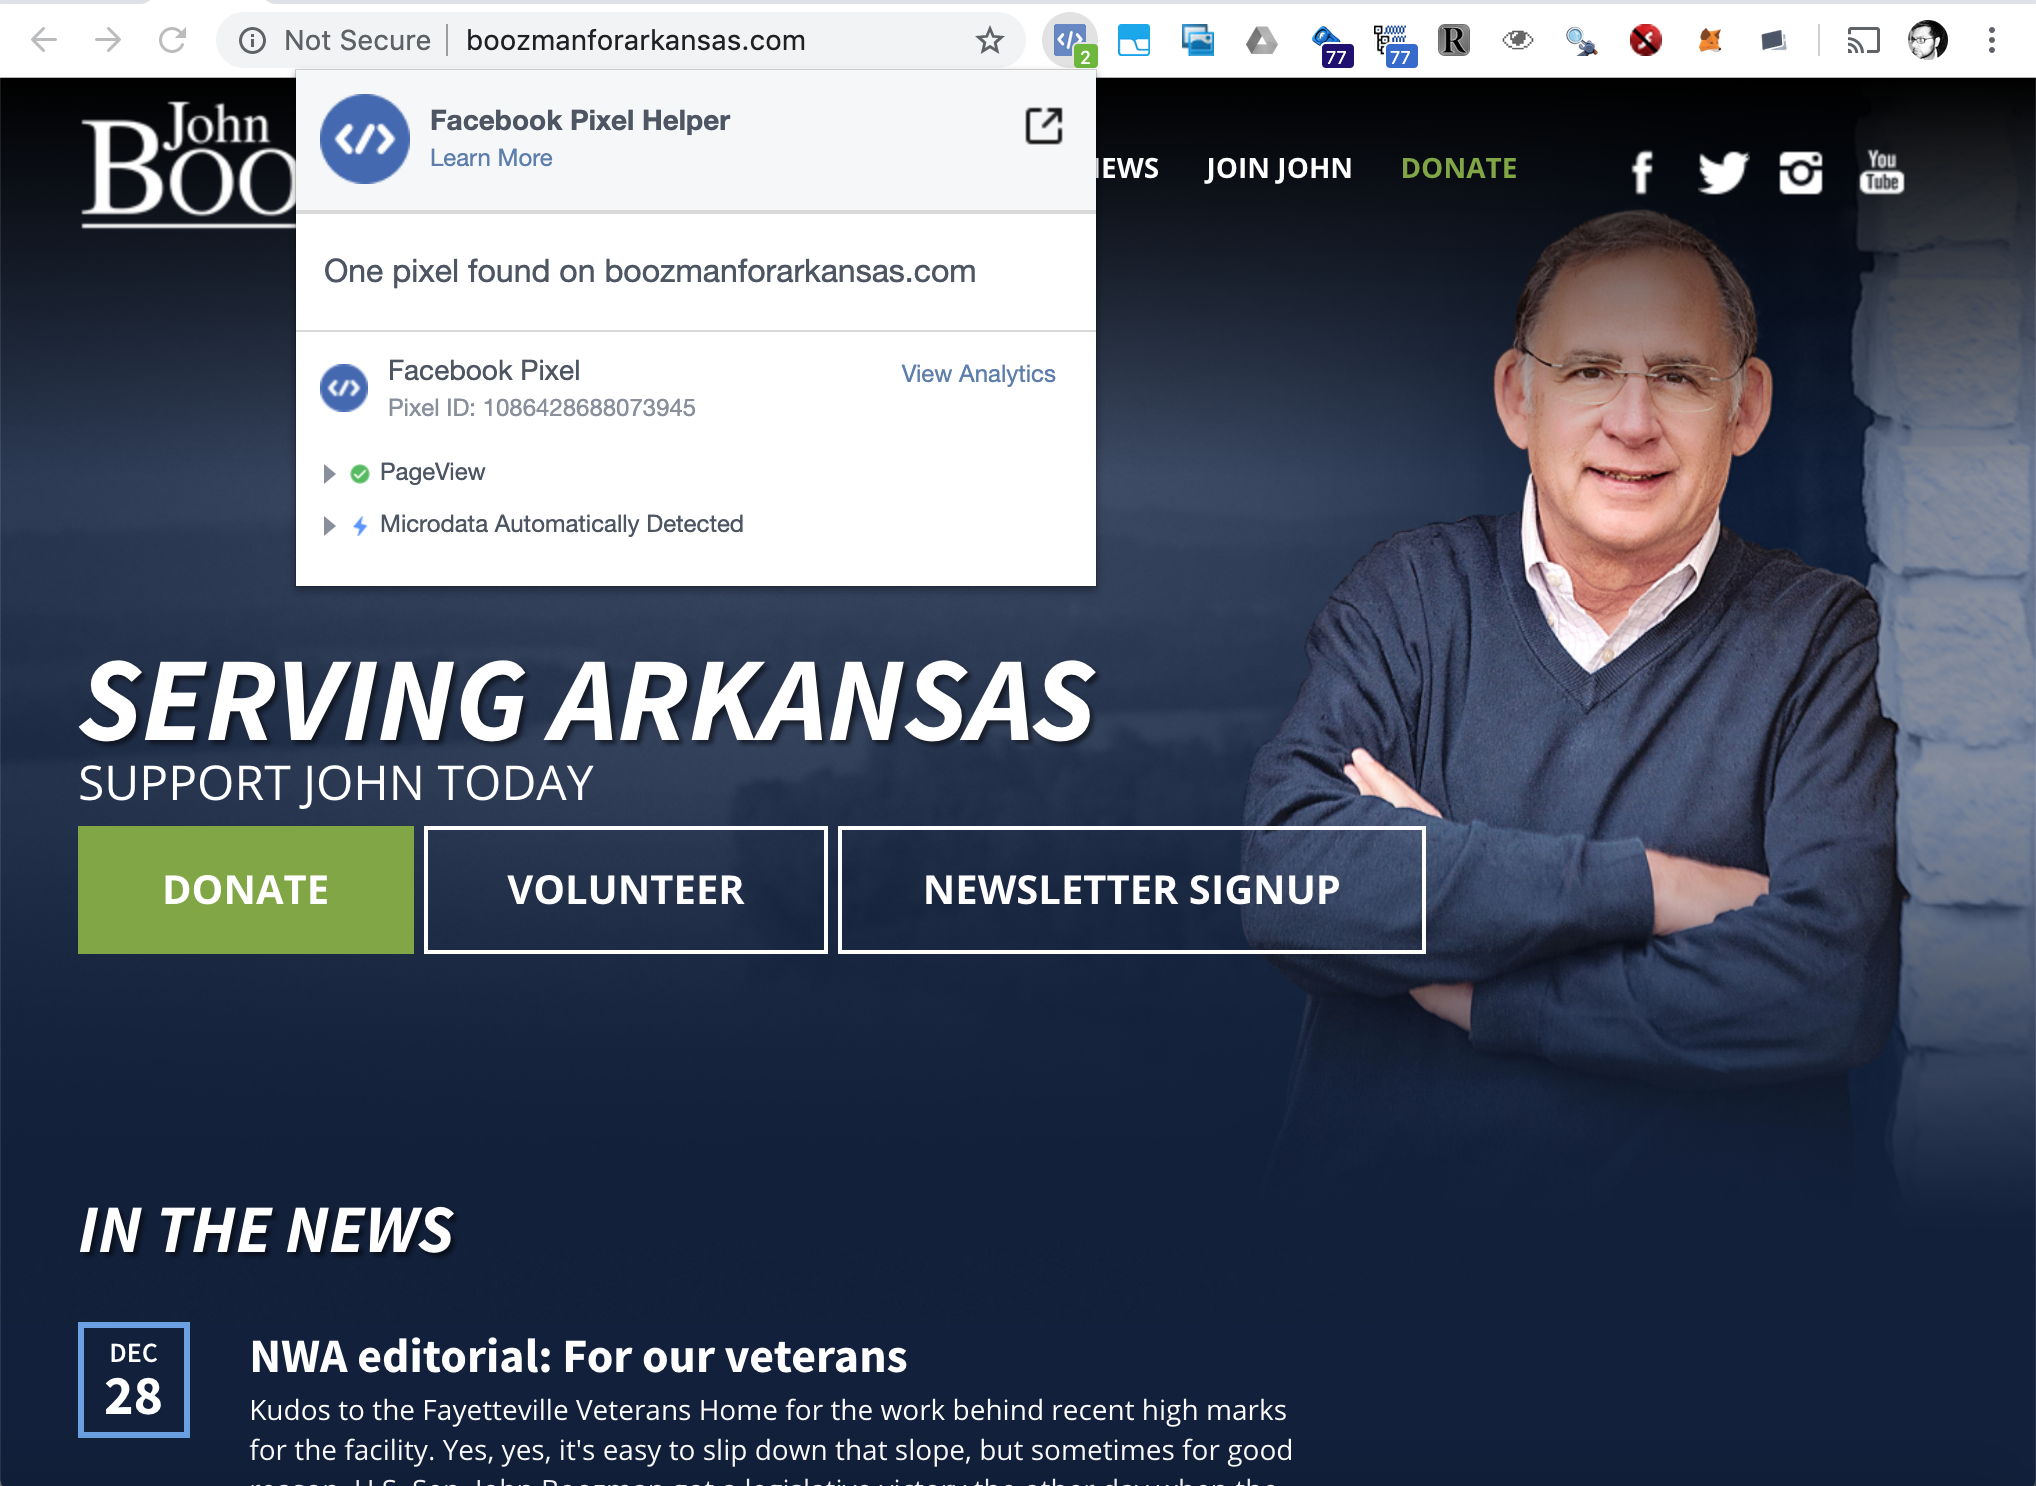 Not Secure
boozmanforarkansas.com
2
77
77
R
John
Boo
Facebook Pixel Helper
Learn More
JOIN JOHN
DONATE
f
You
Tube
One pixel found on boozmanforarkansas.com
Facebook Pixel
View Analytics
Pixel ID: 1086428688073945
PageView
Microdata Automatically Detected
SERVING ARKANSAS
SUPPORT JOHN TODAY
DONATE
VOLUNTEER
NEWSLETTER SIGNUP
IN THE NEWS
DEC
28
NWA editorial: For our veterans
Kudos to the Fayetteville Veterans Home for the work behind recent high marks
for the facility. Yes, yes, it's easy to slip down that slope, but sometimes for good